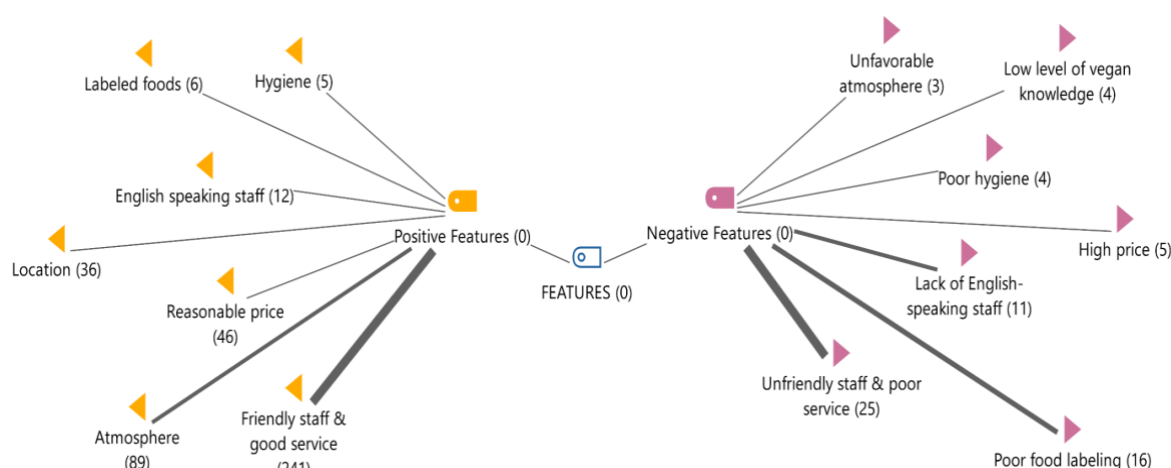 Labeled foods (6)
Hygiene (5)
English speaking staff (12)
Location (36)
Reasonable price
(46)
Atmosphere
(89)
Friendly staff &
good service
(241)
Positive Features (0)
FEATURES (0)
Negative Features (0)
Unfavorable
atmosphere (3)
Low level of vegan
knowledge (4)
Poor hygiene (4)
High price (5)
Lack of English-
speaking staff (11)
Unfriendly staff & poor
service (25)
Poor food labeling (16)